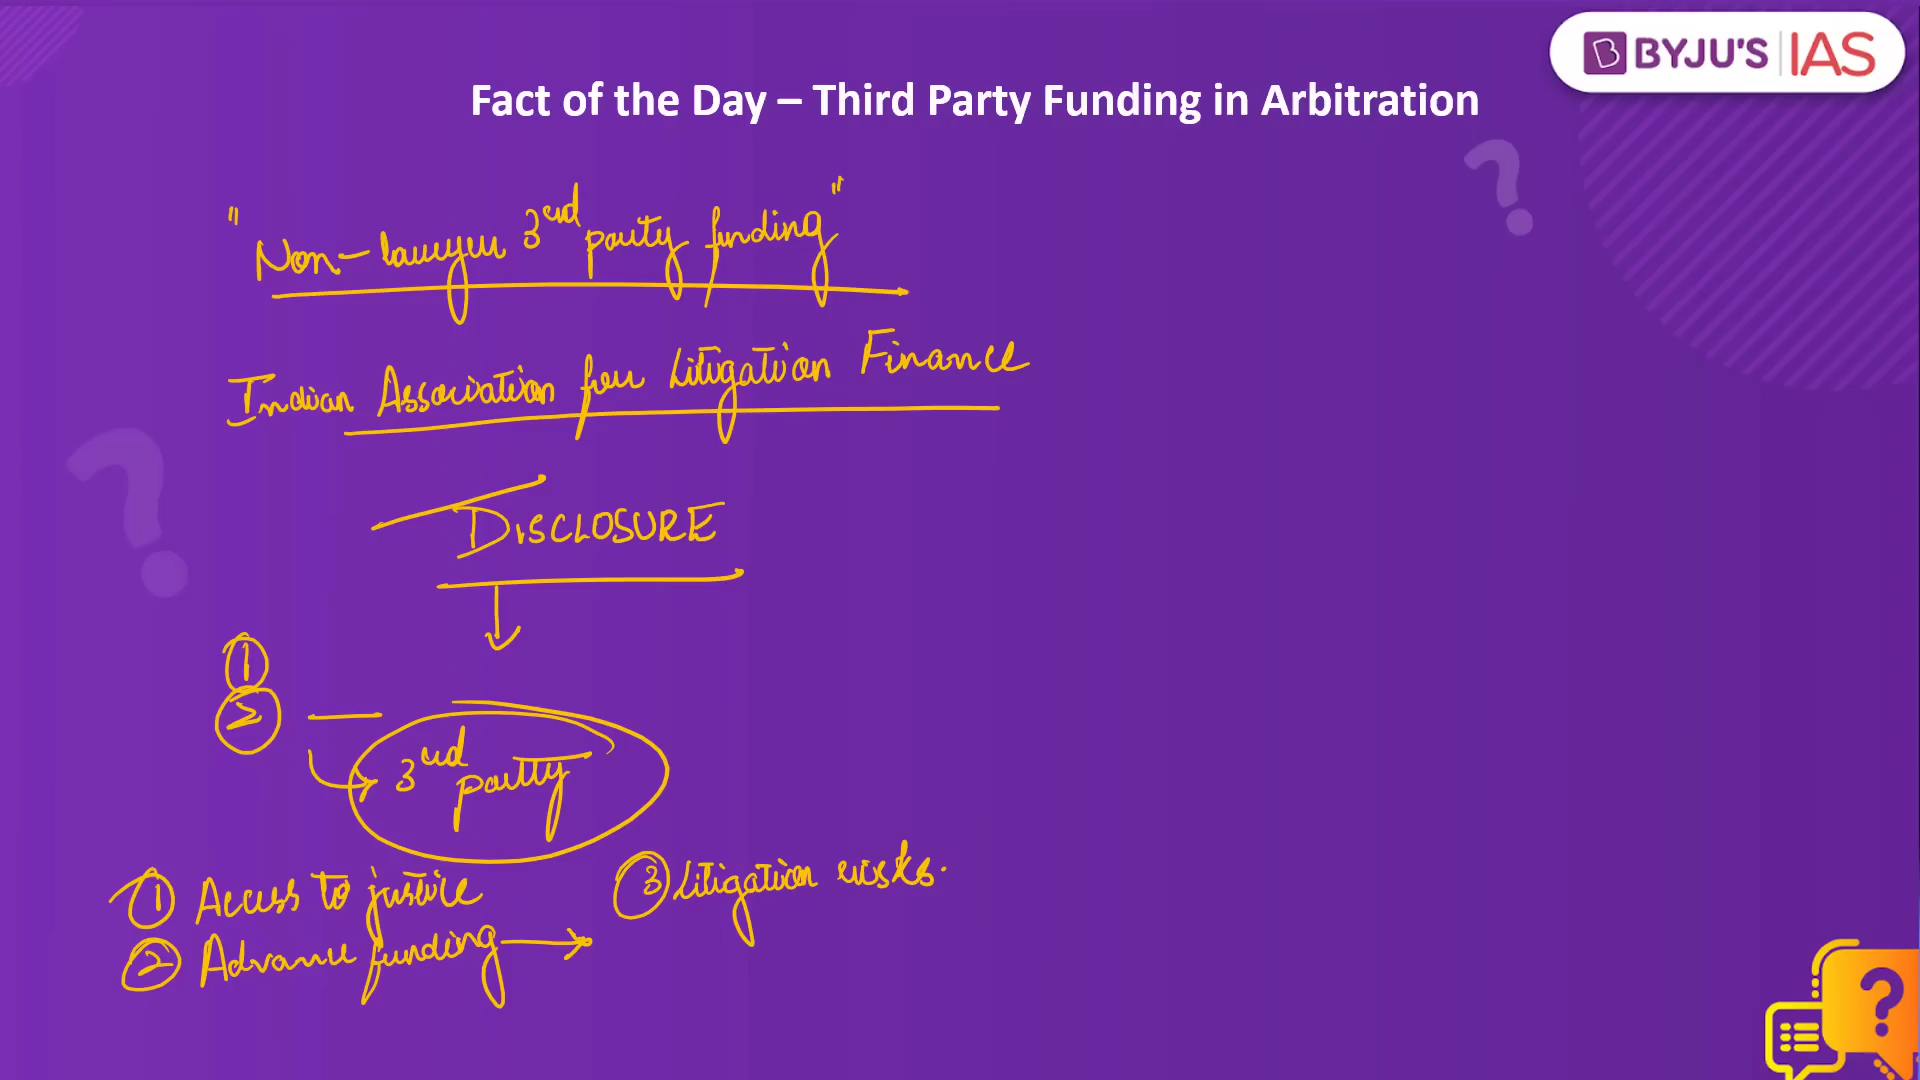 BYJU'S IAS
Fact of the Day – Third Party Funding in Arbitration
"Non-lawyer 3rd party funding"
Indian Association for Litigation Finance
DISCLOSURE
1
2
3rd party
1 Access to justice
2 Advance funding
3 Litigation risks.